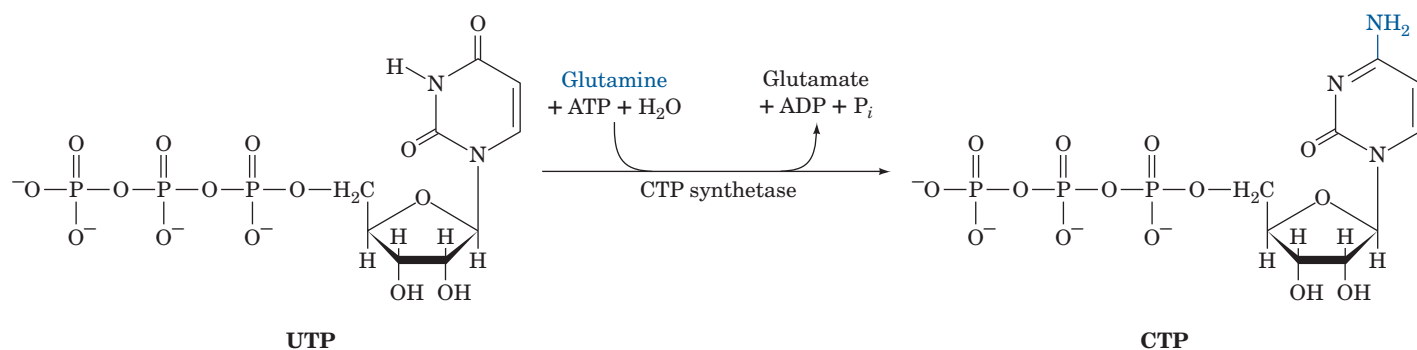 O
H
N
Glutamine
+ ATP + H₂O
Glutamate
+ ADP + Pᵢ
CTP synthetase
O
N
O O O
⁻O—P—O—P—O—P—O—H₂C
O⁻ O⁻ O⁻
O
H H
H H
OH OH
UTP
NH₂
N
O
N
O O O
⁻O—P—O—P—O—P—O—H₂C
O⁻ O⁻ O⁻
O
H H
H H
OH OH
CTP